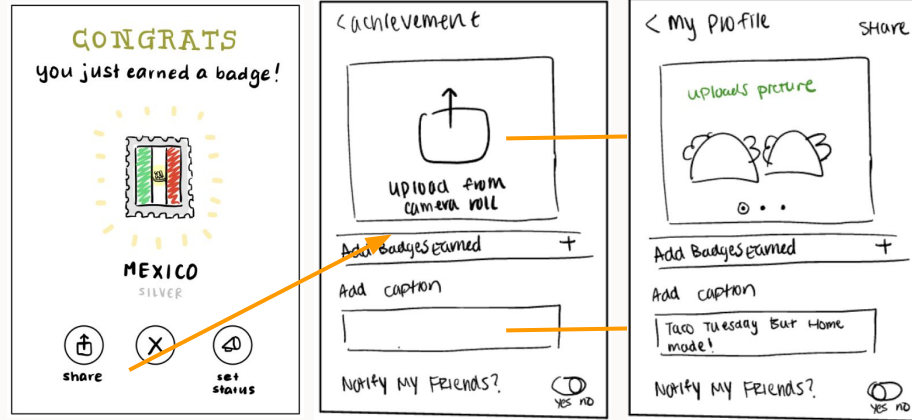 CONGRATS
you just earned a badge!
MEXICO
SILVER
share
X
set
status
< achievement
upload from
camera roll
Add Badges Earned +
Add caption
Notify My Friends?
yes no
< my profile
share
uploads picture
Add Badges Earned +
Add caption
Taco Tuesday But Home
made!
Notify My Friends?
yes no